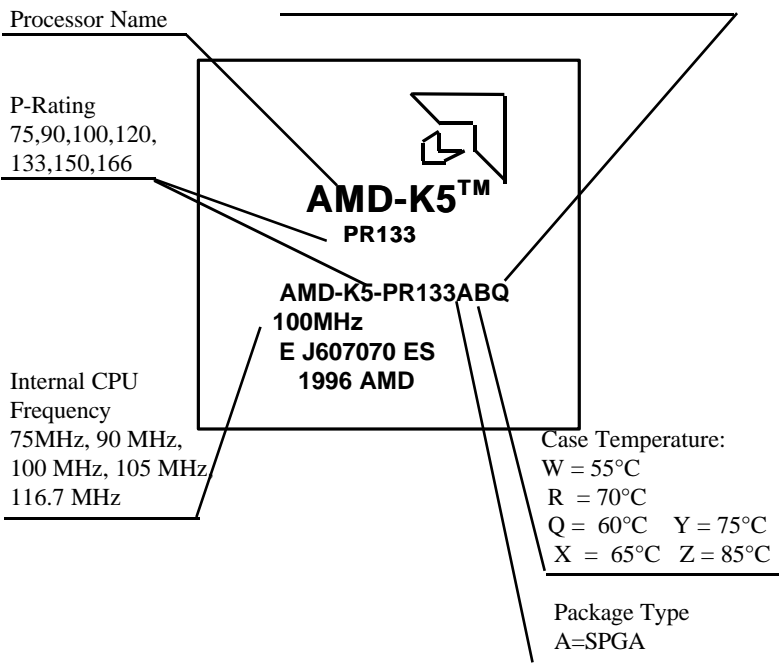 Processor Name
P-Rating
75,90,100,120,
133,150,166
AMD-K5™
PR133
AMD-K5-PR133ABQ
100MHz
E J607070 ES
1996 AMD
Internal CPU
Frequency
75MHz, 90 MHz,
100 MHz, 105 MHz,
116.7 MHz
Case Temperature:
W = 55°C
R = 70°C
Q = 60°C Y = 75°C
X = 65°C Z = 85°C
Package Type
A=SPGA